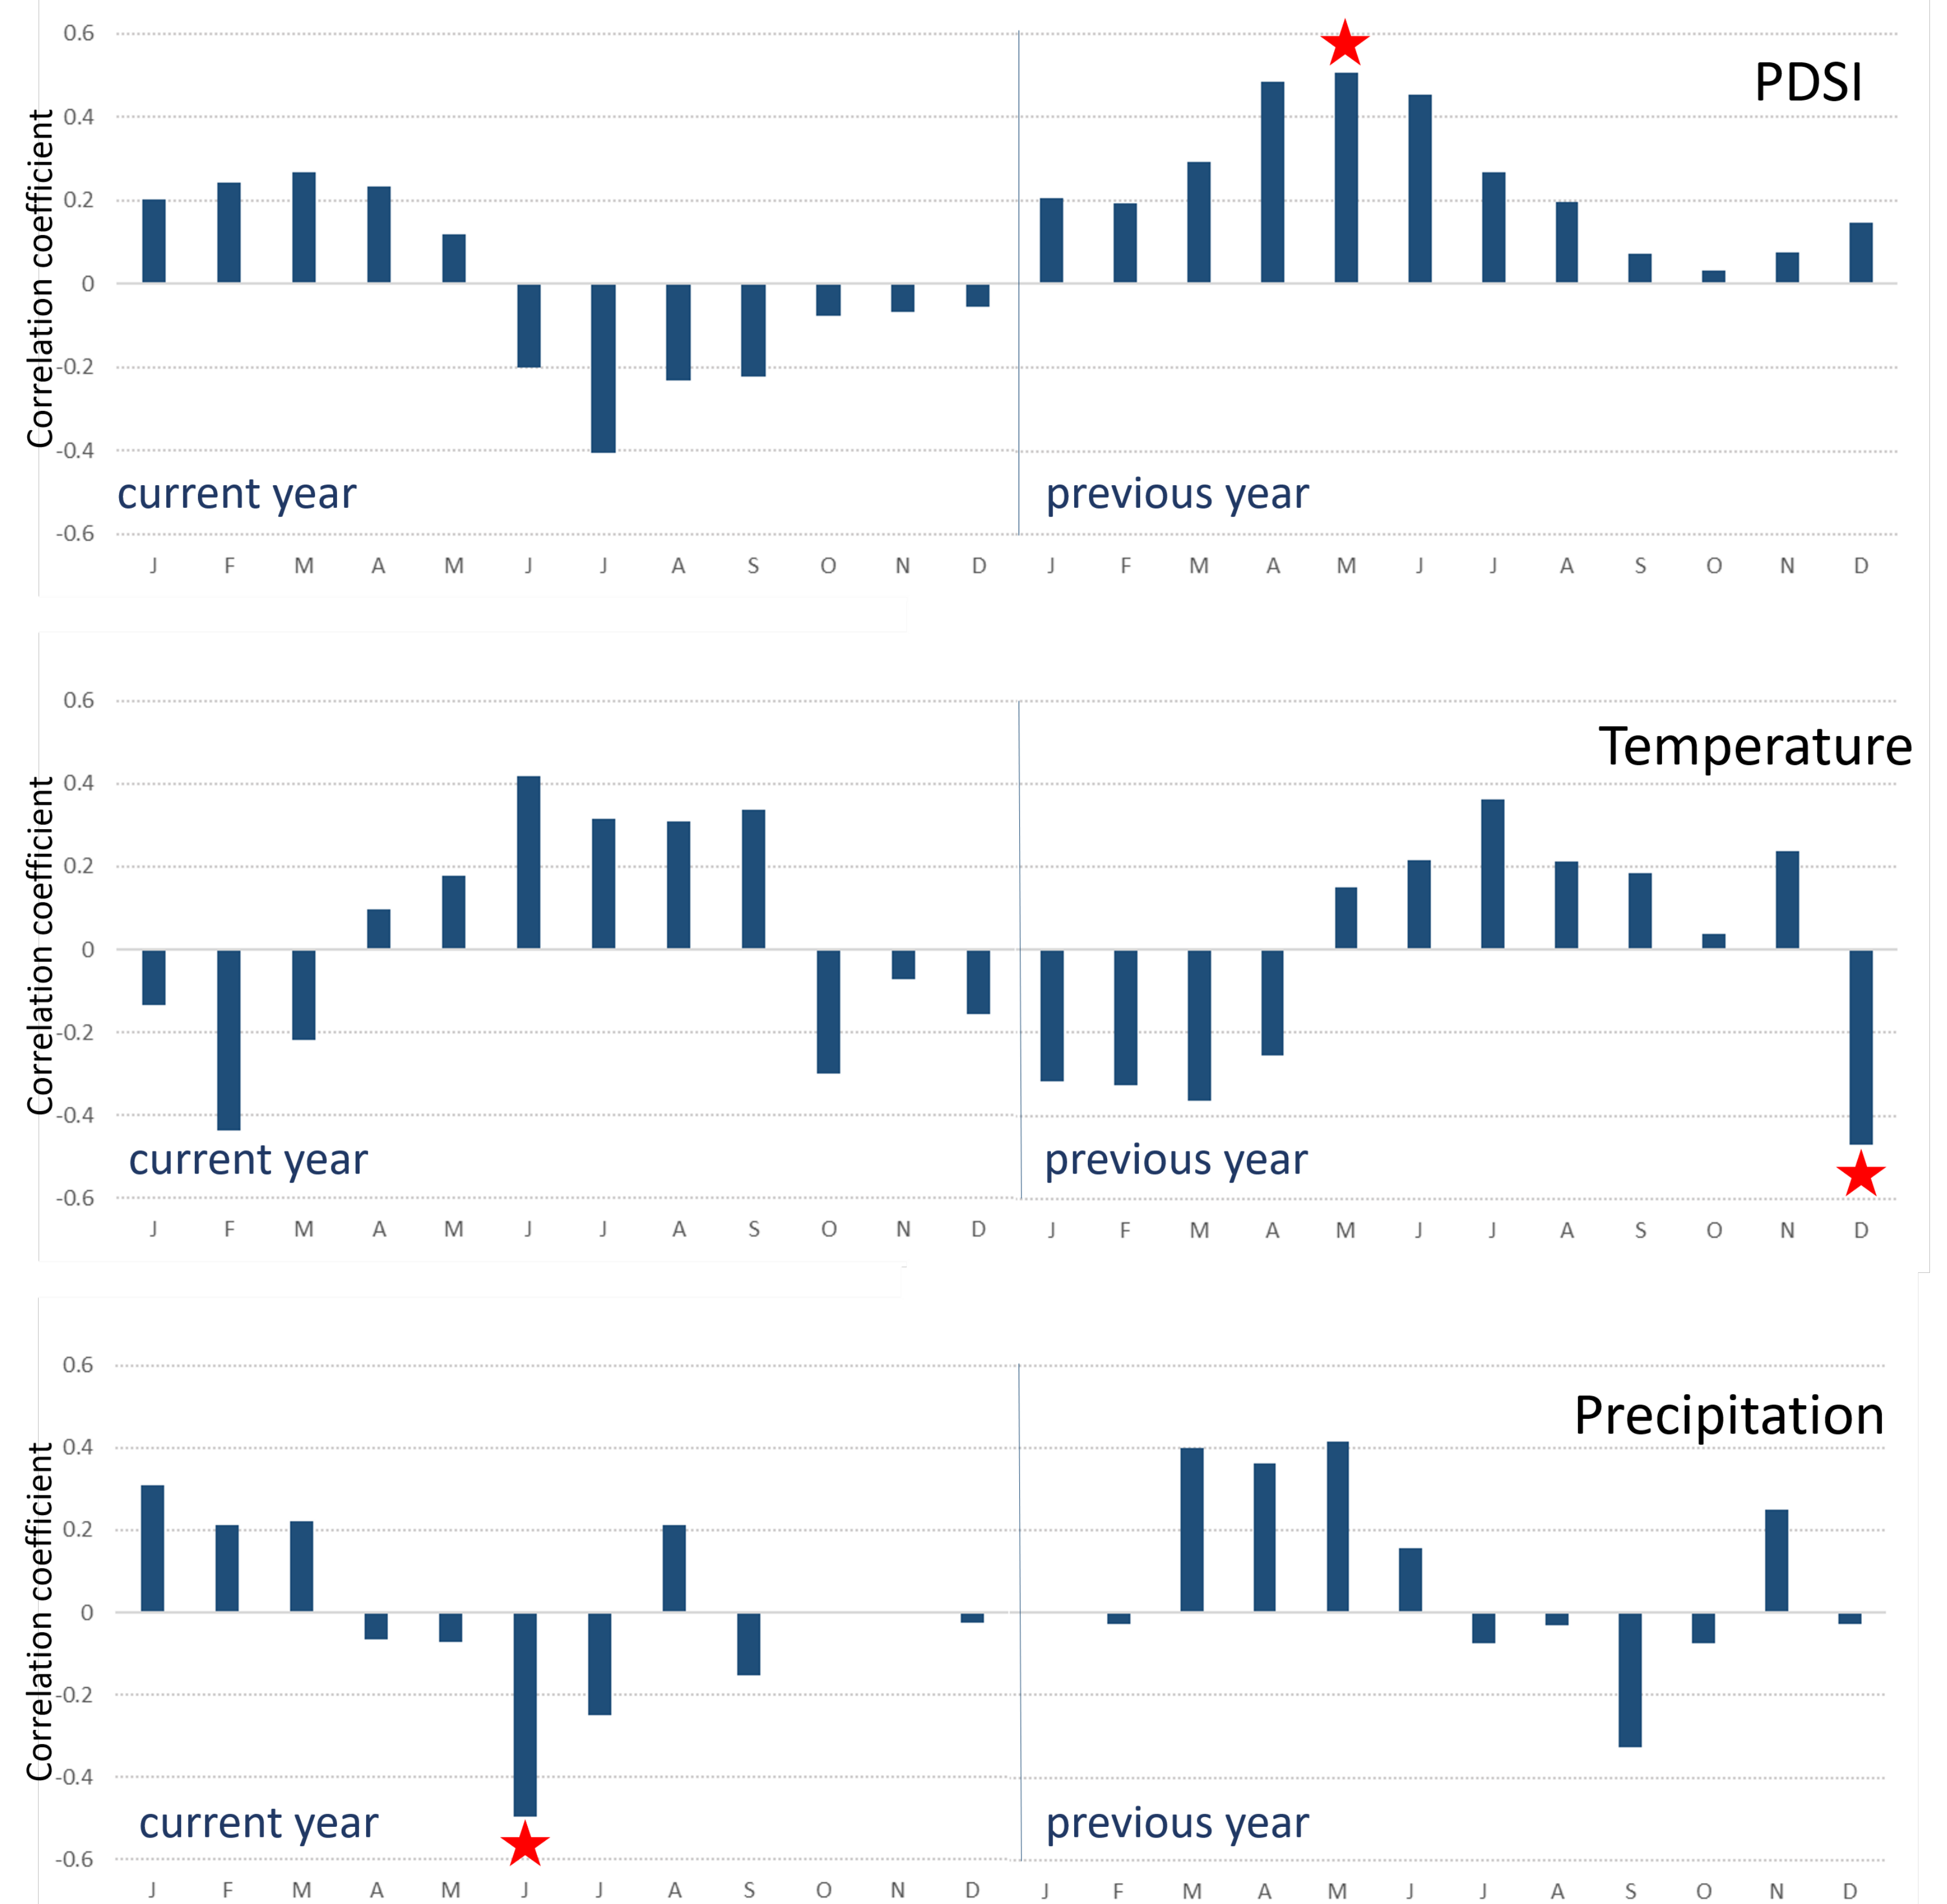 0.6
0.4
0.2
0
-0.2
-0.4
-0.6
Correlation coefficient
PDSI
current year
previous year
J F M A M J J A S O N D J F M A M J J A S O N D
0.6
0.4
0.2
0
-0.2
-0.4
-0.6
Correlation coefficient
Temperature
current year
previous year
J F M A M J J A S O N D J F M A M J J A S O N D
0.6
0.4
0.2
0
-0.2
-0.4
-0.6
Correlation coefficient
Precipitation
current year
previous year
J F M A M J J A S O N D J F M A M J J A S O N D